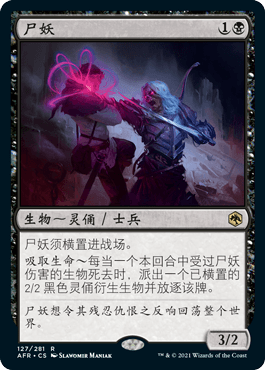 尸妖 1
生物～灵俑 / 士兵
尸妖须横置进战场。
吸取生命～每当一个本回合中受过尸妖
伤害的生物死去时，派出一个已横置的
2/2 黑色灵俑衍生生物并放逐该牌。
尸妖想令其残忍仇恨之反响回荡整个世
界。
3/2
127/281 R
AFR • CS SLAWOMIR MANIAK
™ & © 2021 Wizards of the Coast